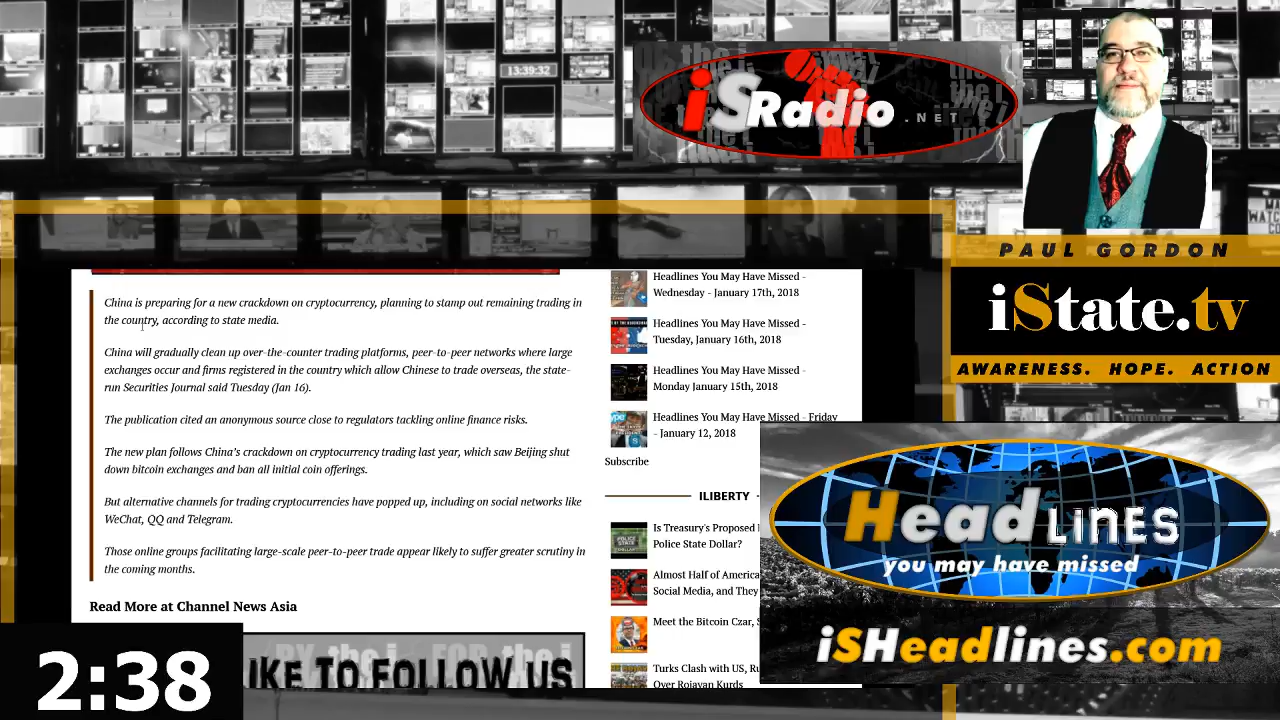 13:39:32
iSRadio .NET
PAUL GORDON
iState.tv
AWARENESS. HOPE. ACTION
China is preparing for a new crackdown on cryptocurrency, planning to stamp out remaining trading in
the country, according to state media.
China will gradually clean up over-the-counter trading platforms, peer-to-peer networks where large
exchanges occur and firms registered in the country which allow Chinese to trade overseas, the state-
run Securities Journal said Tuesday (Jan 16).
The publication cited an anonymous source close to regulators tackling online finance risks.
The new plan follows China's crackdown on cryptocurrency trading last year, which saw Beijing shut
down bitcoin exchanges and ban all initial coin offerings.
But alternative channels for trading cryptocurrencies have popped up, including on social networks like
WeChat, QQ and Telegram.
Those online groups facilitating large-scale peer-to-peer trade appear likely to suffer greater scrutiny in
the coming months.
Read More at Channel News Asia
IKE TO FOLLOW US
2:38
Headlines You May Have Missed -
Wednesday - January 17th, 2018
Headlines You May Have Missed -
Tuesday, January 16th, 2018
Headlines You May Have Missed -
Monday January 15th, 2018
Headlines You May Have Missed - Friday
- January 12, 2018
Subscribe
ILIBERTY
Is Treasury's Proposed
Police State Dollar?
Almost Half of America
Social Media, and They
Meet the Bitcoin Czar,
Turks Clash with US,
Over Rojavan Kurds
HeadLINES
you may have missed
iSHeadlines.com